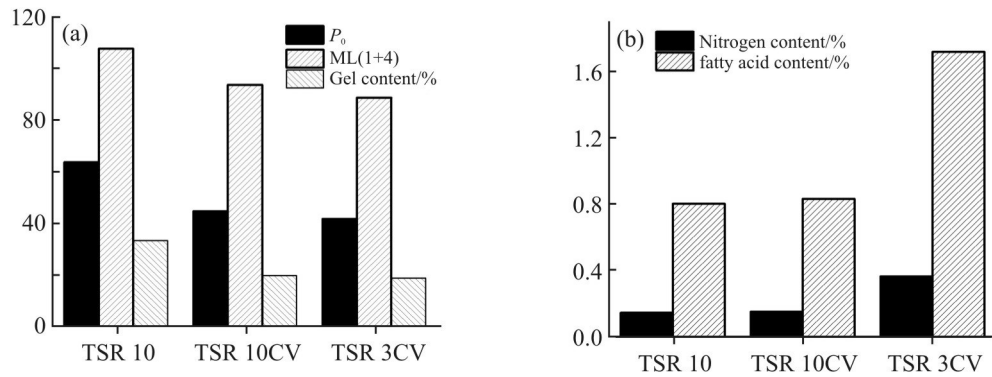 (a)
P₀
ML(1+4)
Gel content/%
120
80
40
0
TSR 10
TSR 10CV
TSR 3CV
(b)
Nitrogen content/%
fatty acid content/%
1.6
1.2
0.8
0.4
0.0
TSR 10
TSR 10CV
TSR 3CV